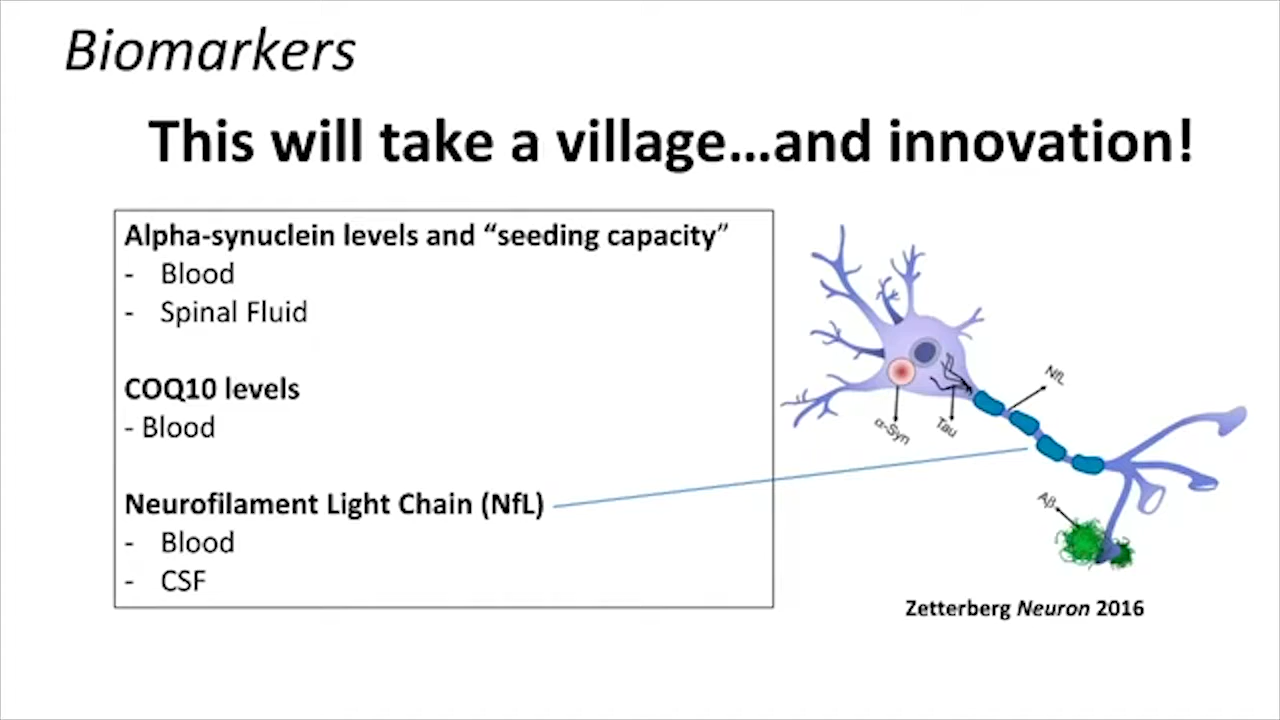 Biomarkers
This will take a village...and innovation!
Alpha-synuclein levels and “seeding capacity”
- Blood
- Spinal Fluid
COQ10 levels
- Blood
Neurofilament Light Chain (NfL)
- Blood
- CSF
NfL
α-Syn
Tau
Aβ
Zetterberg Neuron 2016